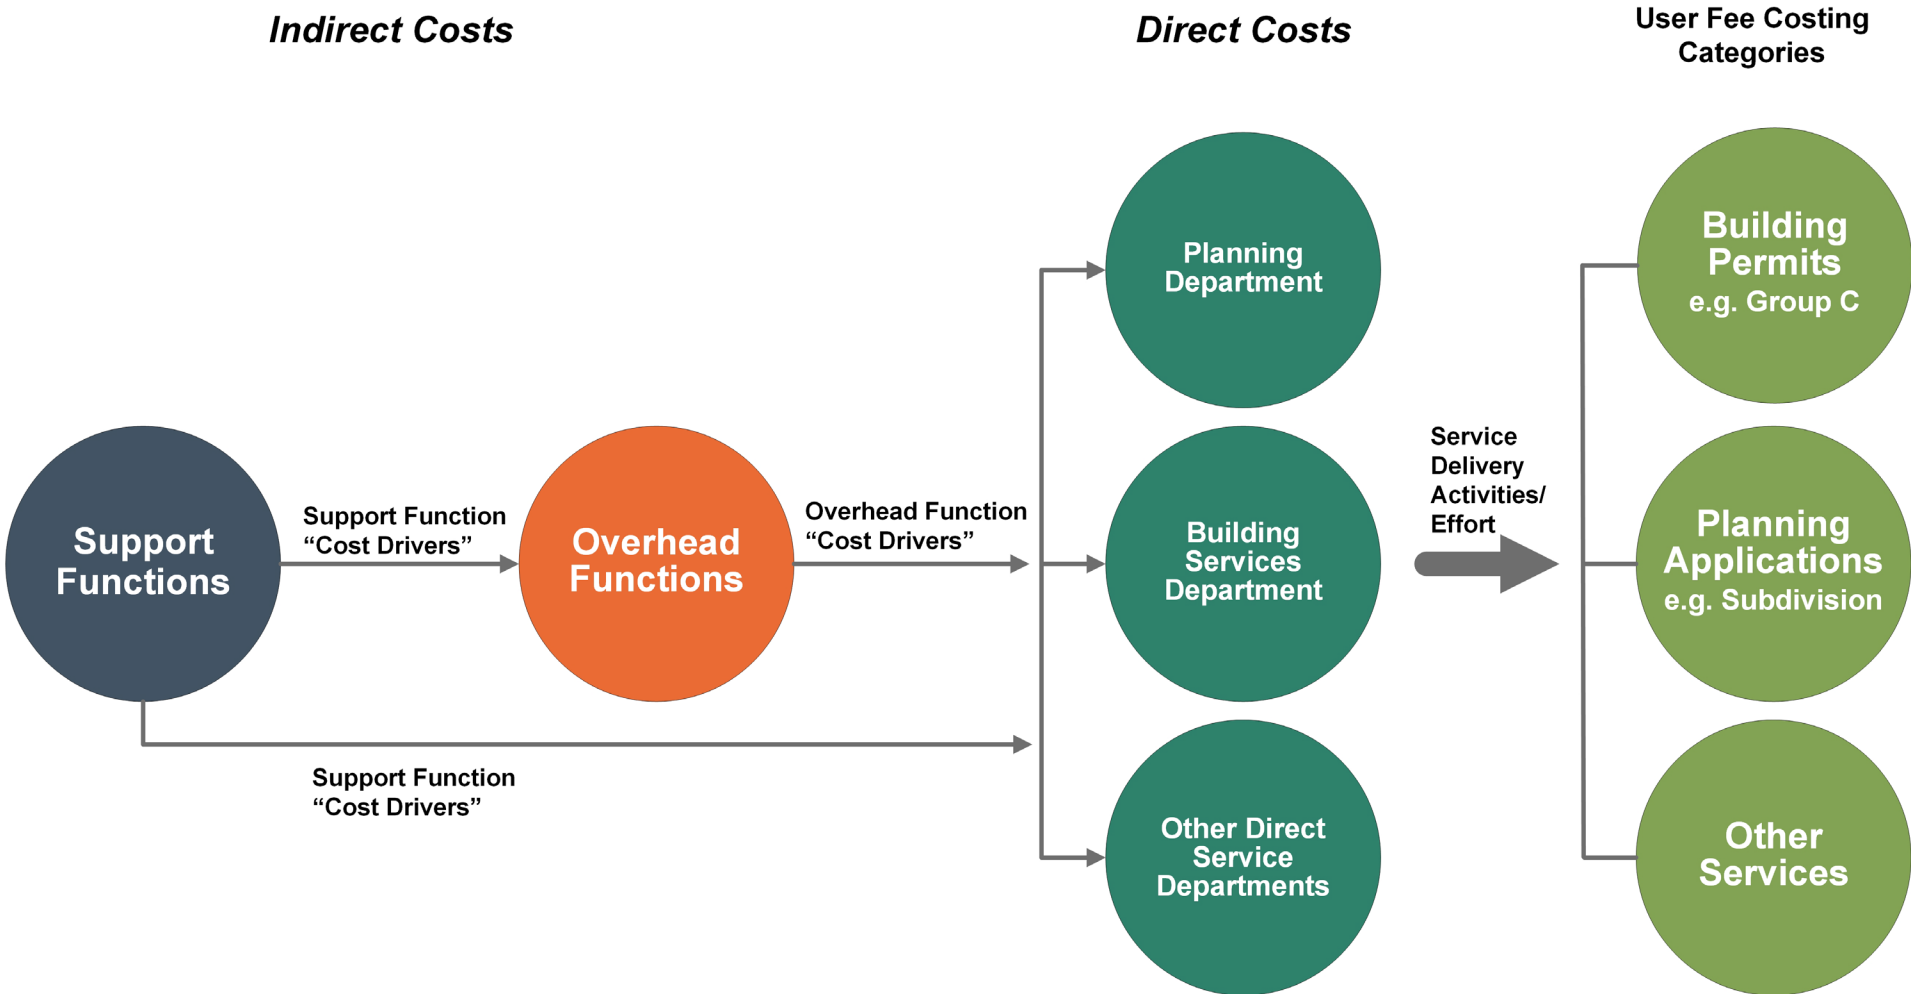 Indirect Costs
Direct Costs
User Fee Costing
Categories
Support
Functions
Support Function
“Cost Drivers”
Overhead
Functions
Overhead Function
“Cost Drivers”
Support Function
“Cost Drivers”
Planning
Department
Building
Services
Department
Other Direct
Service
Departments
Service
Delivery
Activities/
Effort
Building
Permits
e.g. Group C
Planning
Applications
e.g. Subdivision
Other
Services